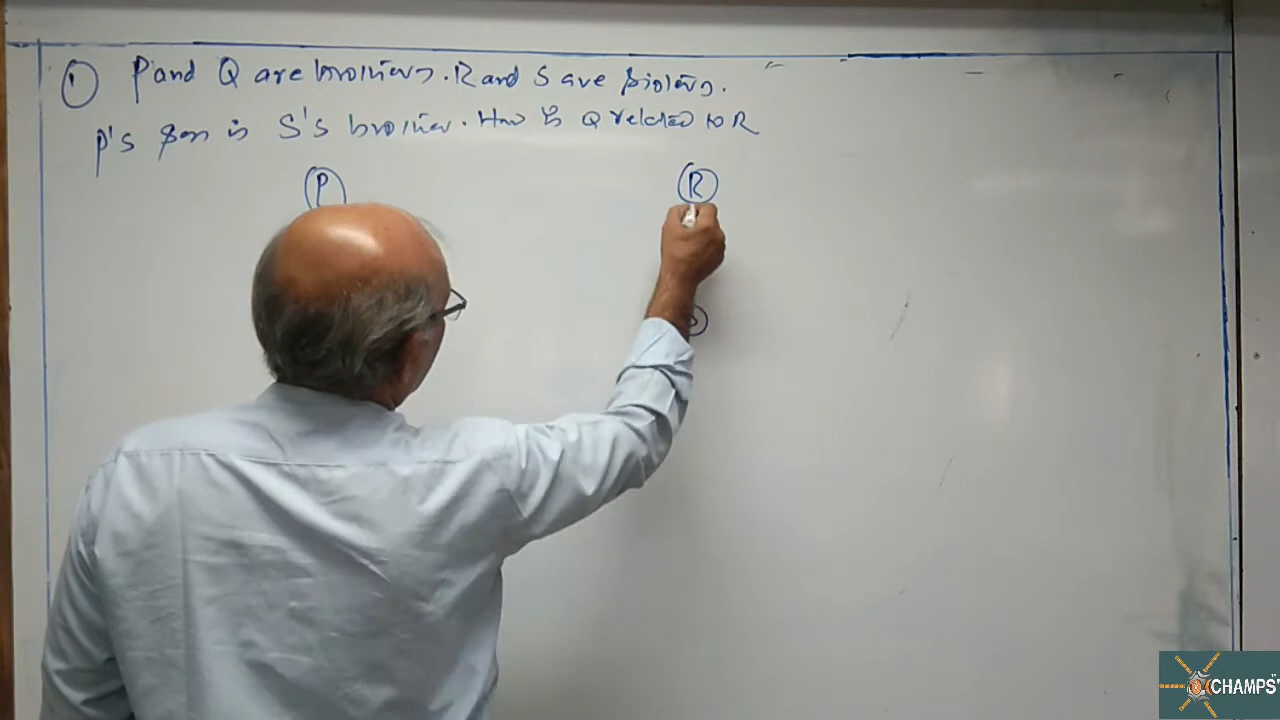 ① P and Q are brothers. R and S are sisters.
P's son is S's brother. How is Q related to R
P
R
CHAMPS